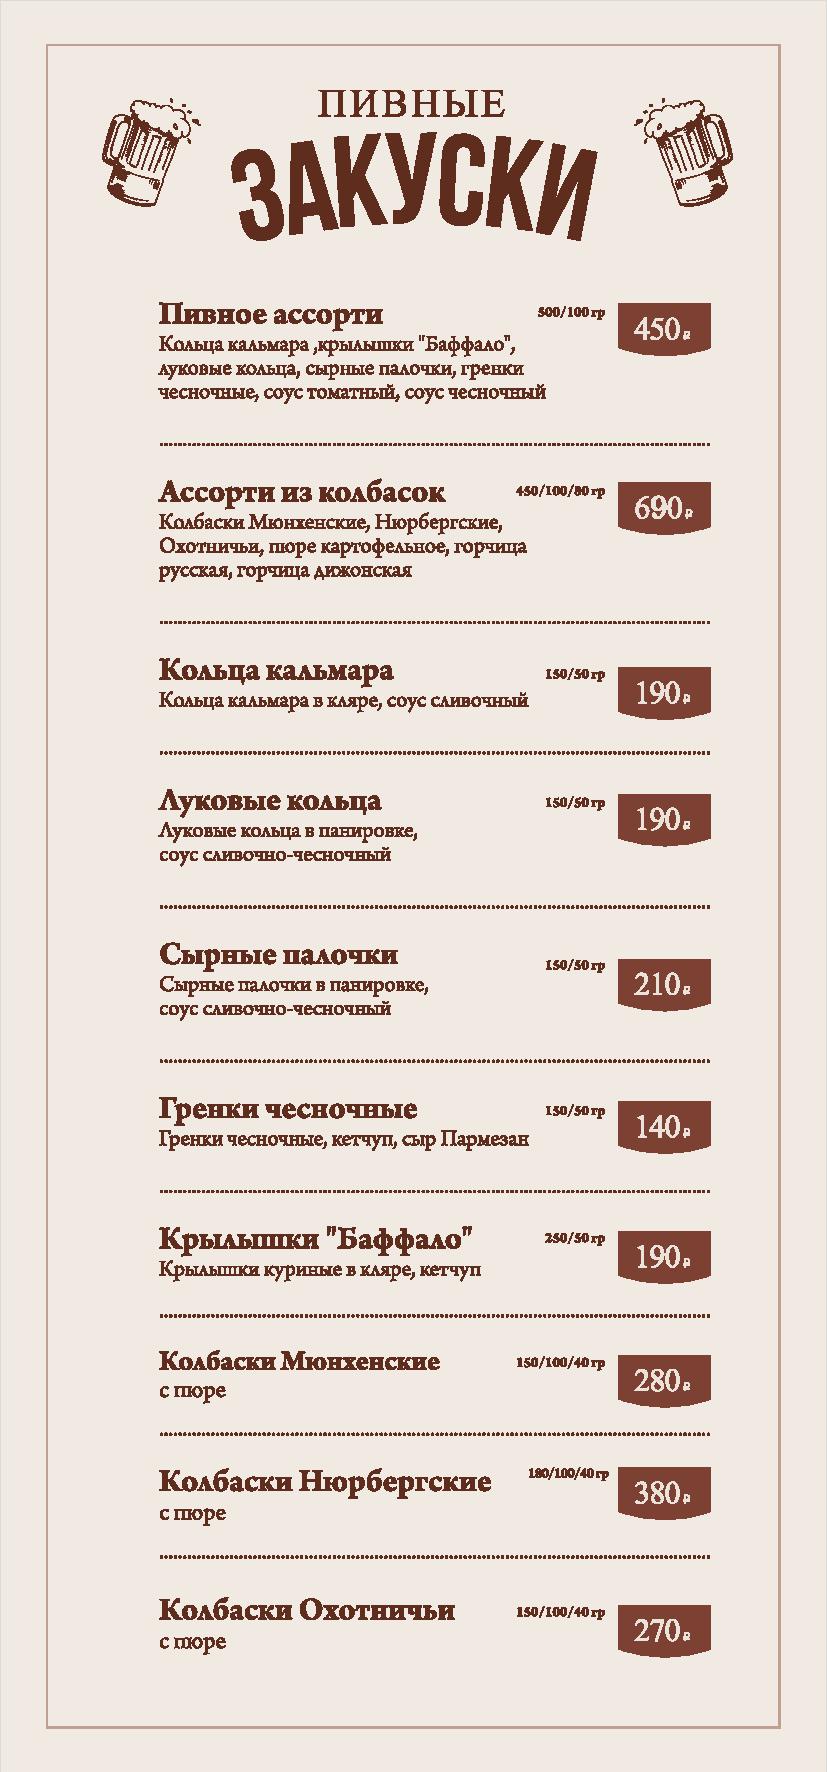 ПИВНЫЕ
ЗАКУСКИ
Пивное ассорти 500/100 гр 450 ₽
Кольца кальмара ,крылышки "Баффало",
луковые кольца, сырные палочки, гренки
чесночные, соус томатный, соус чесночный
Ассорти из колбасок 450/100/80 гр 690 ₽
Колбаски Мюнхенские, Нюрбергские,
Охотничьи, пюре картофельное, горчица
русская, горчица дижонская
Кольца кальмара 150/50 гр 190 ₽
Кольца кальмара в кляре, соус сливочный
Луковые кольца 150/50 гр 190 ₽
Луковые кольца в панировке,
соус сливочно-чесночный
Сырные палочки 150/50 гр 210 ₽
Сырные палочки в панировке,
соус сливочно-чесночный
Гренки чесночные 150/50 гр 140 ₽
Гренки чесночные, кетчуп, сыр Пармезан
Крылышки "Баффало" 250/50 гр 190 ₽
Крылышки куриные в кляре, кетчуп
Колбаски Мюнхенские 150/100/40 гр 280 ₽
с пюре
Колбаски Нюрбергские 180/100/40 гр 380 ₽
с пюре
Колбаски Охотничьи 150/100/40 гр 270 ₽
с пюре